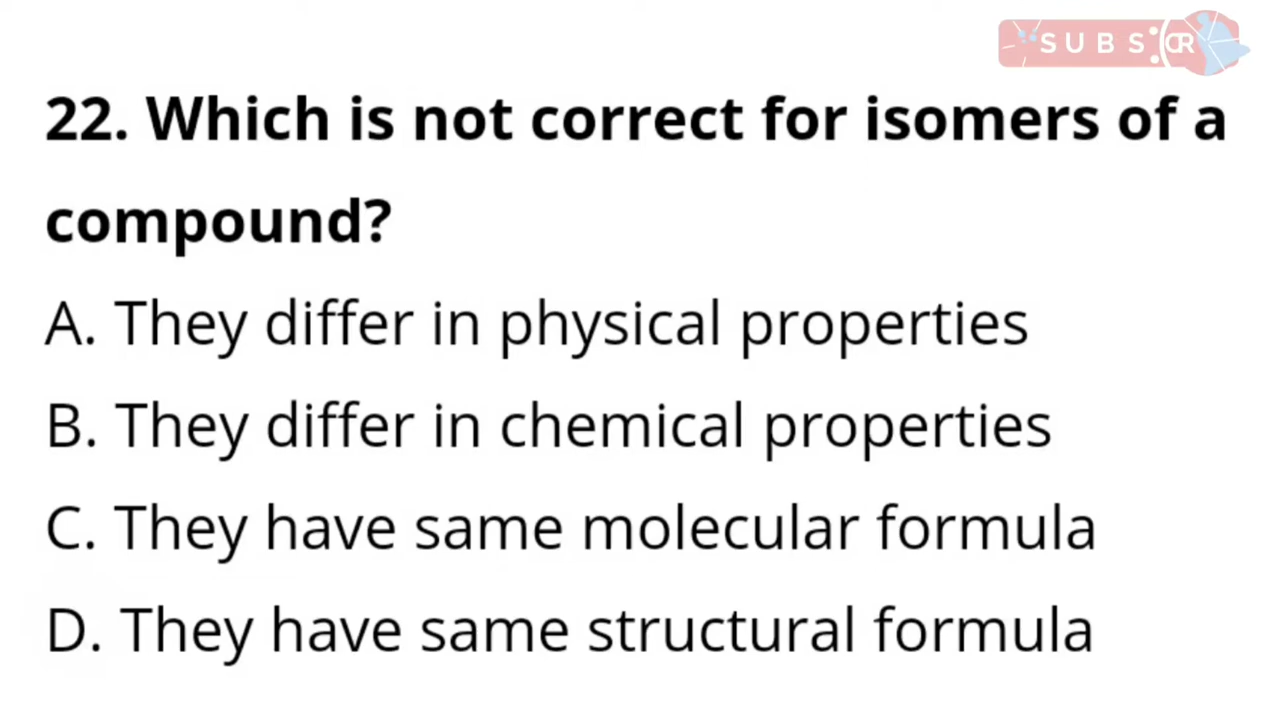 SUBSCR
22. Which is not correct for isomers of a
compound?
A. They differ in physical properties
B. They differ in chemical properties
C. They have same molecular formula
D. They have same structural formula